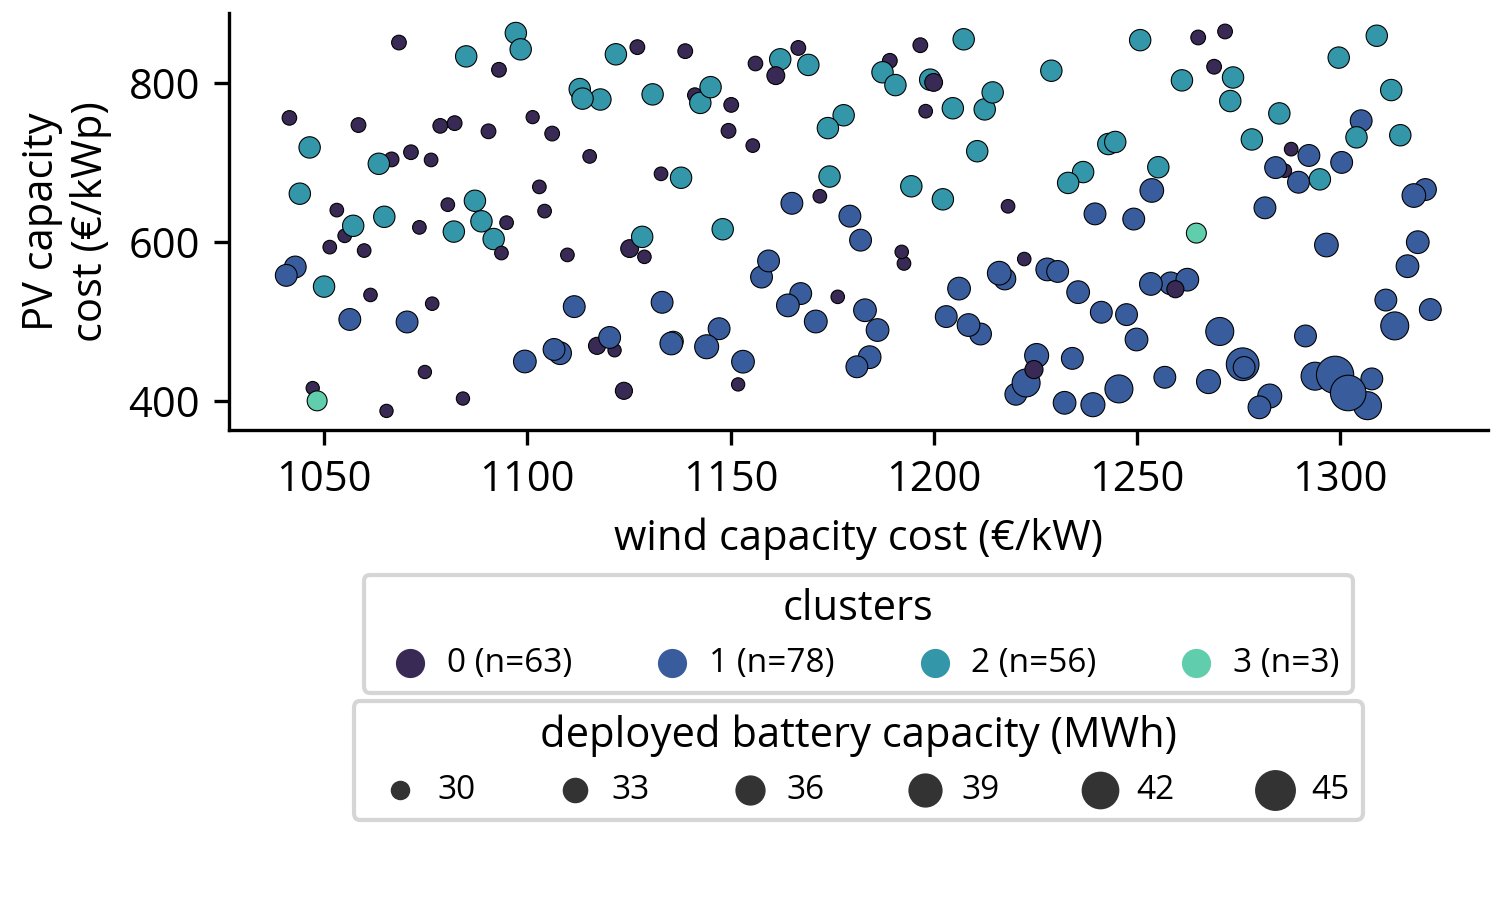 PV capacity
cost (€/kWp)
800
600
400
1050 1100 1150 1200 1250 1300
wind capacity cost (€/kW)
clusters
0 (n=63) 1 (n=78) 2 (n=56) 3 (n=3)
deployed battery capacity (MWh)
30 33 36 39 42 45